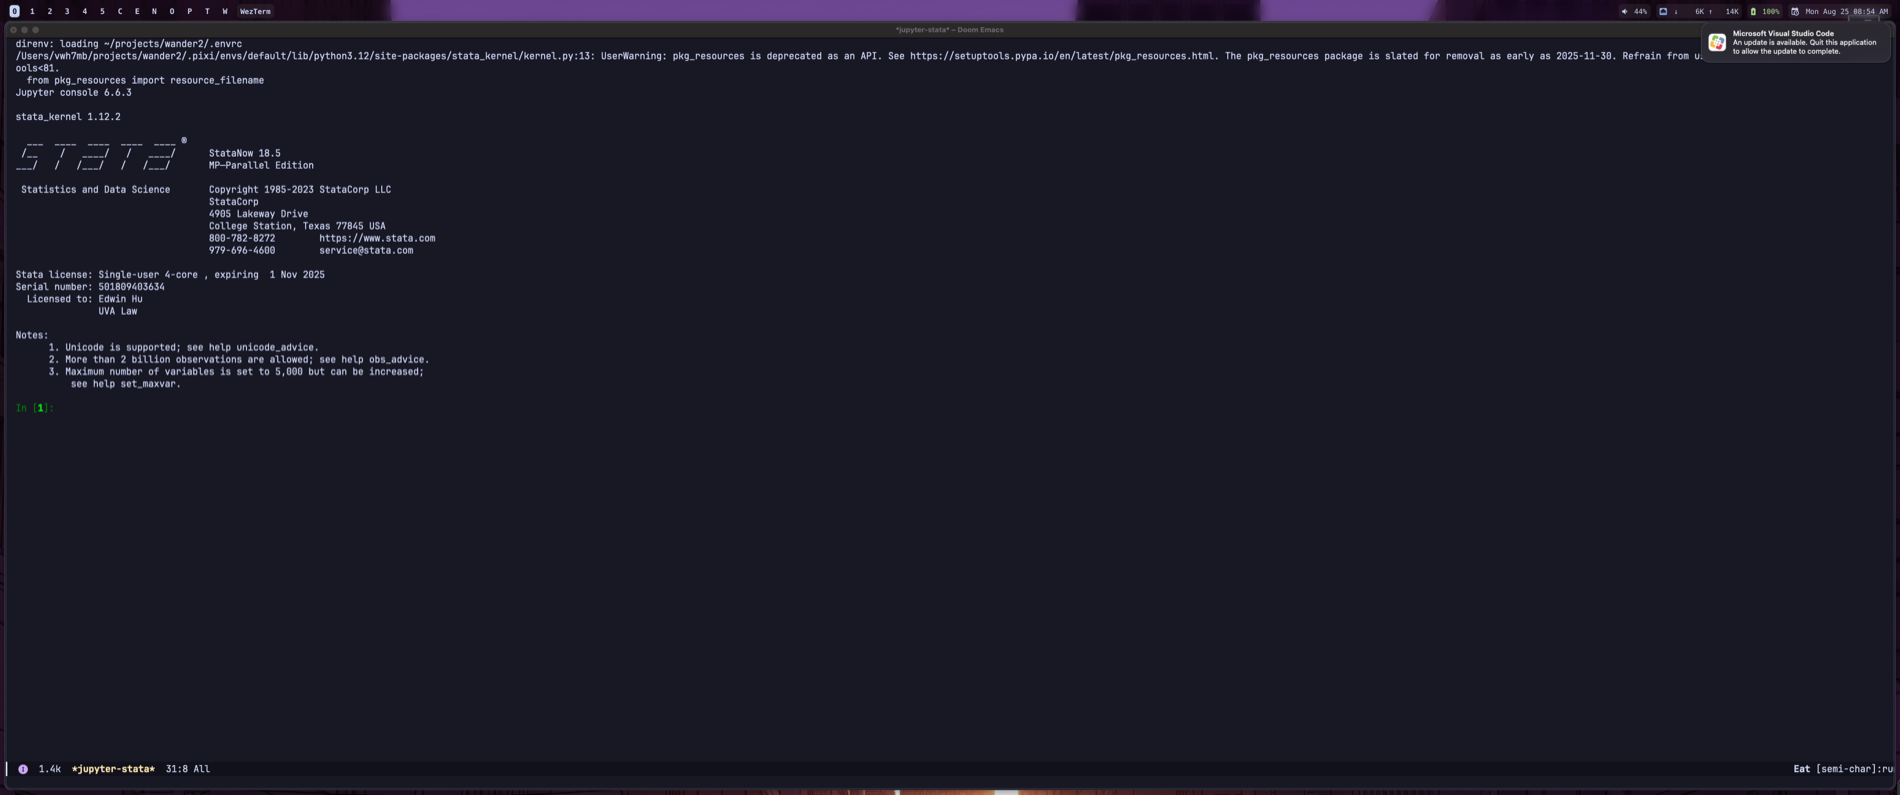 0 1 2 3 4 5 C E N O P T W WezTerm
44% ↓ 6K ↑ 14K 100% Mon Aug 25 08:54 AM
*jupyter-stata* – Doom Emacs
Microsoft Visual Studio Code
An update is available. Quit this application
to allow the update to complete.
direnv: loading ~/projects/wander2/.envrc
/Users/vwh7mb/projects/wander2/.pixi/envs/default/lib/python3.12/site-packages/stata_kernel/kernel.py:13: UserWarning: pkg_resources is deprecated as an API. See https://setuptools.pypa.io/en/latest/pkg_resources.html. The pkg_resources package is slated for removal as early as 2025-11-30. Refrain from
ools<81.
from pkg_resources import resource_filename
Jupyter console 6.6.3
stata_kernel 1.12.2
®
StataNow 18.5
MP—Parallel Edition
Statistics and Data Science Copyright 1985-2023 StataCorp LLC
StataCorp
4905 Lakeway Drive
College Station, Texas 77845 USA
800-782-8272 https://www.stata.com
979-696-4600 service@stata.com
Stata license: Single-user 4-core , expiring 1 Nov 2025
Serial number: 501809403634
Licensed to: Edwin Hu
UVA Law
Notes:
1. Unicode is supported; see help unicode_advice.
2. More than 2 billion observations are allowed; see help obs_advice.
3. Maximum number of variables is set to 5,000 but can be increased;
see help set_maxvar.
In [1]:
1.4k *jupyter-stata* 31:8 All
Eat [semi-char]:ru